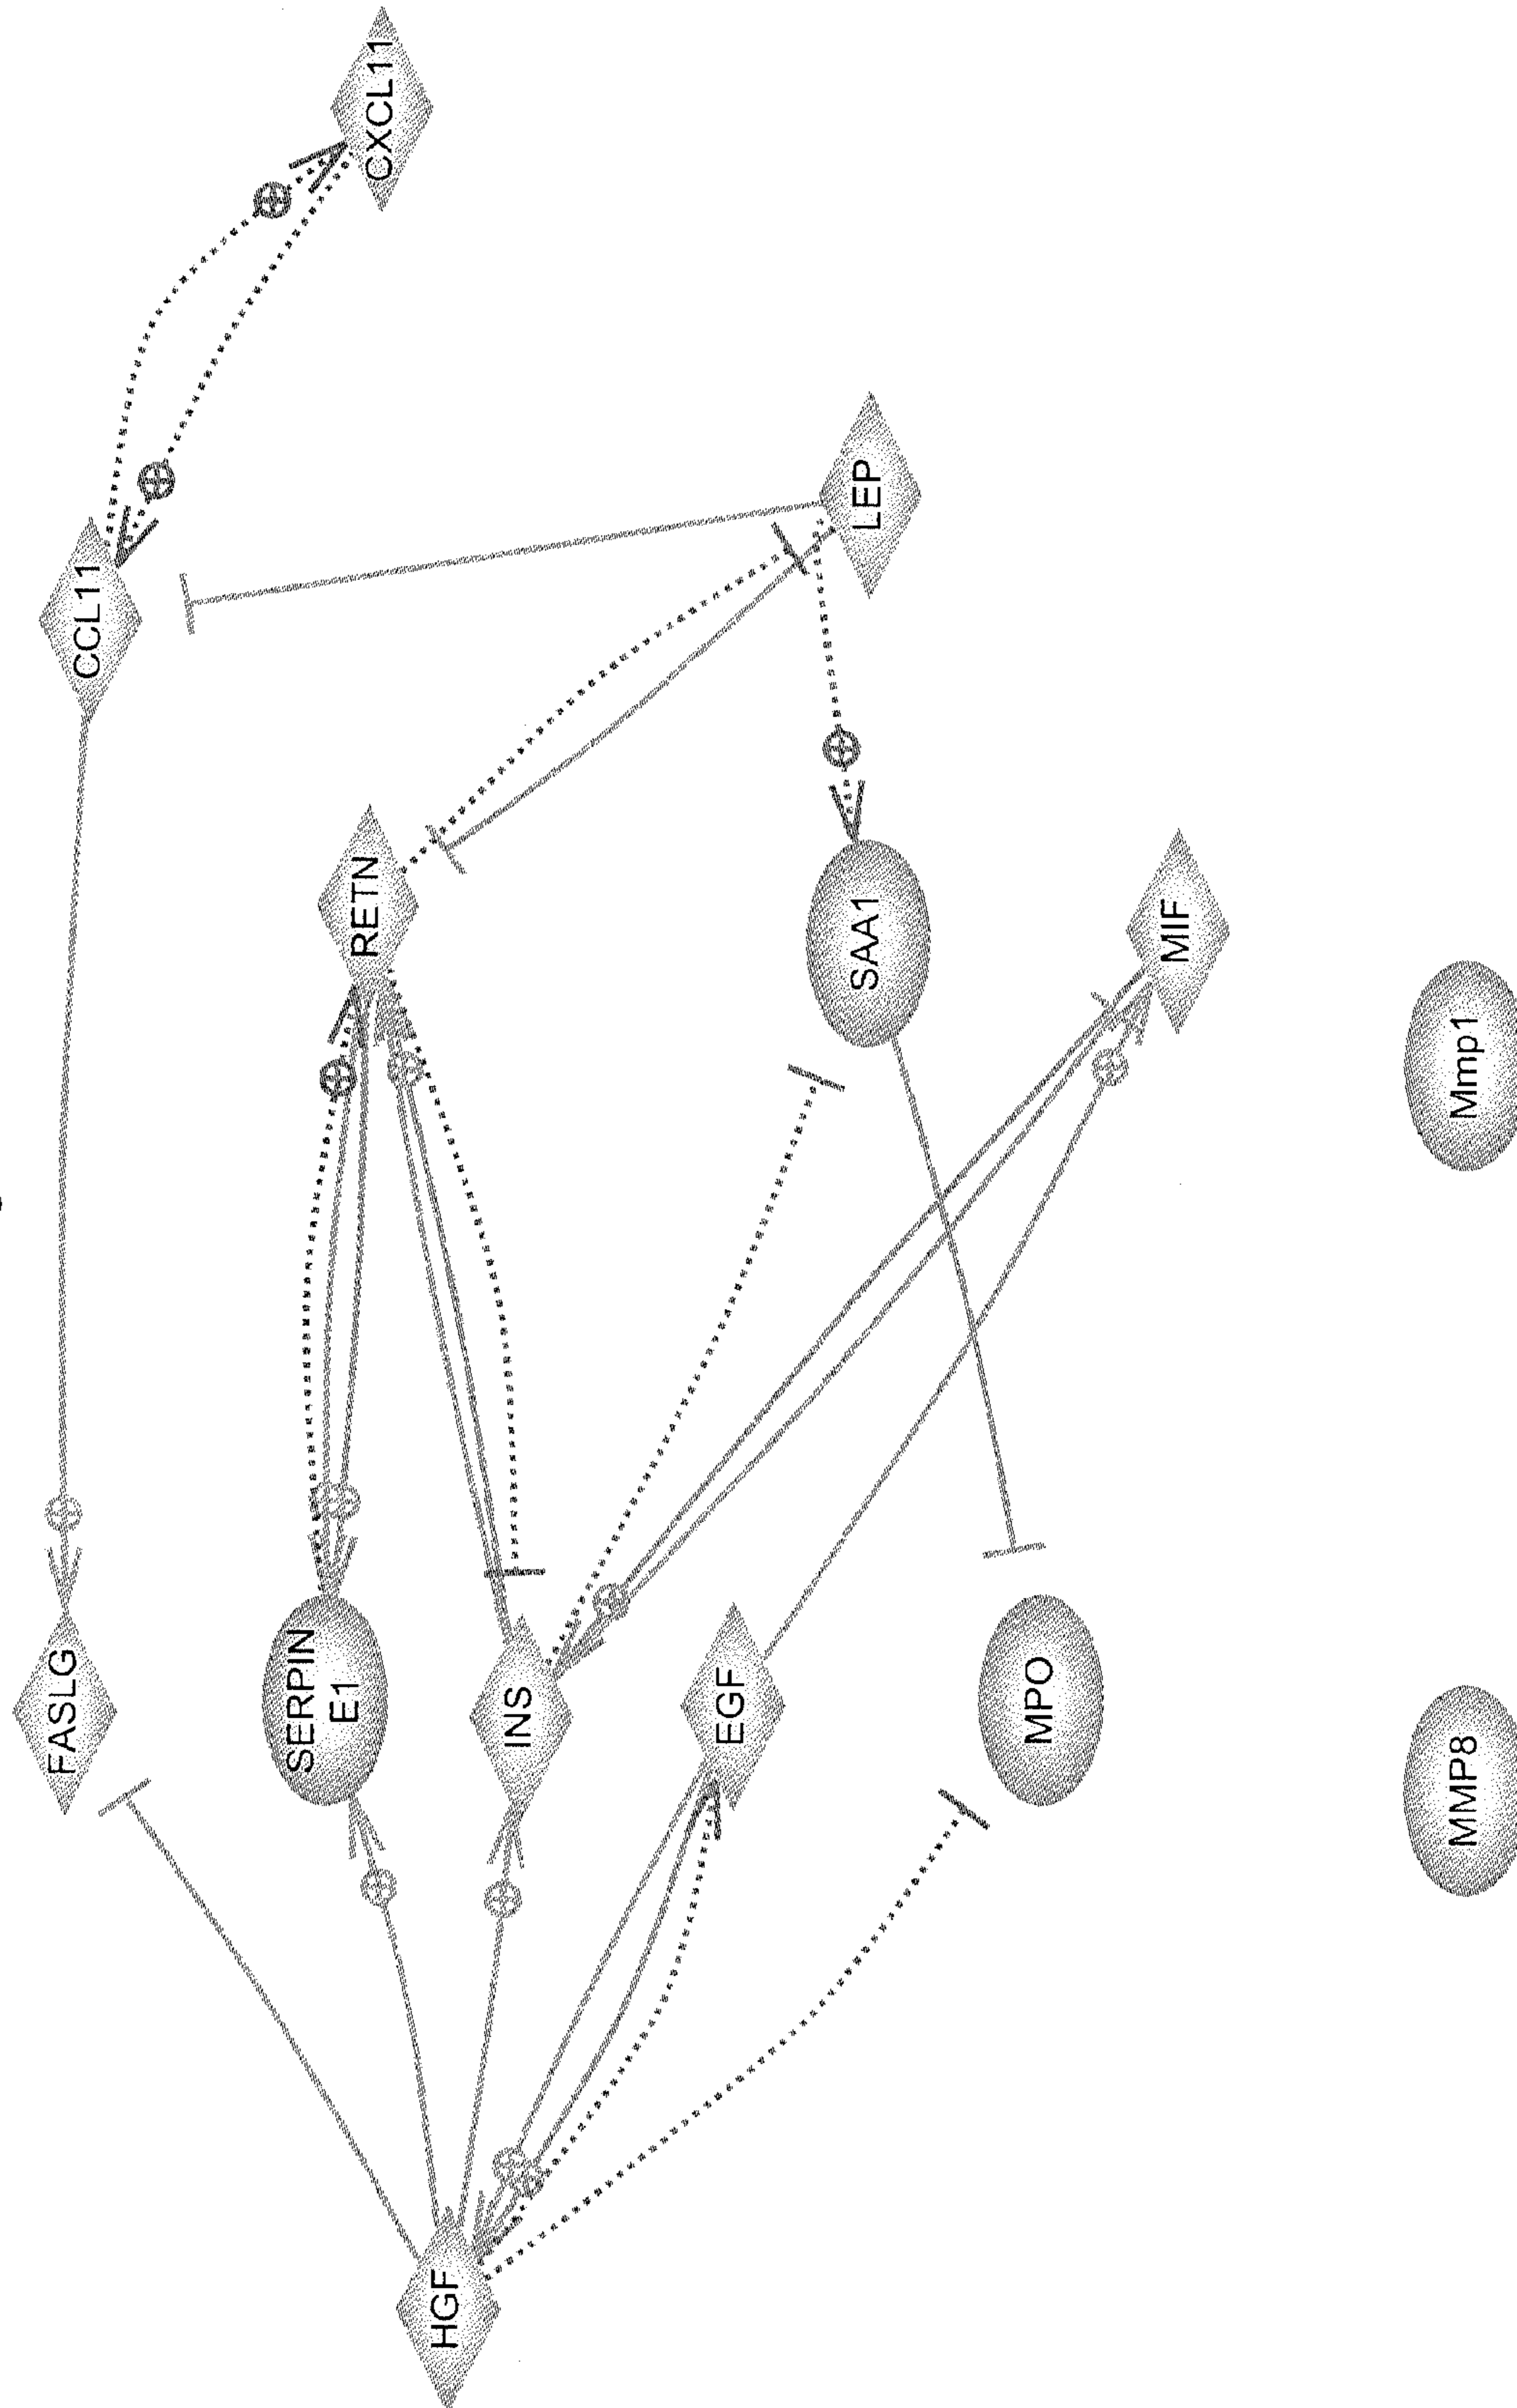 HGF
FASLG
SERPIN
E1
INS
EGF
MPO
MMP8
Mmp1
MIF
SAA1
RETN
LEP
CCL11
CXCL11